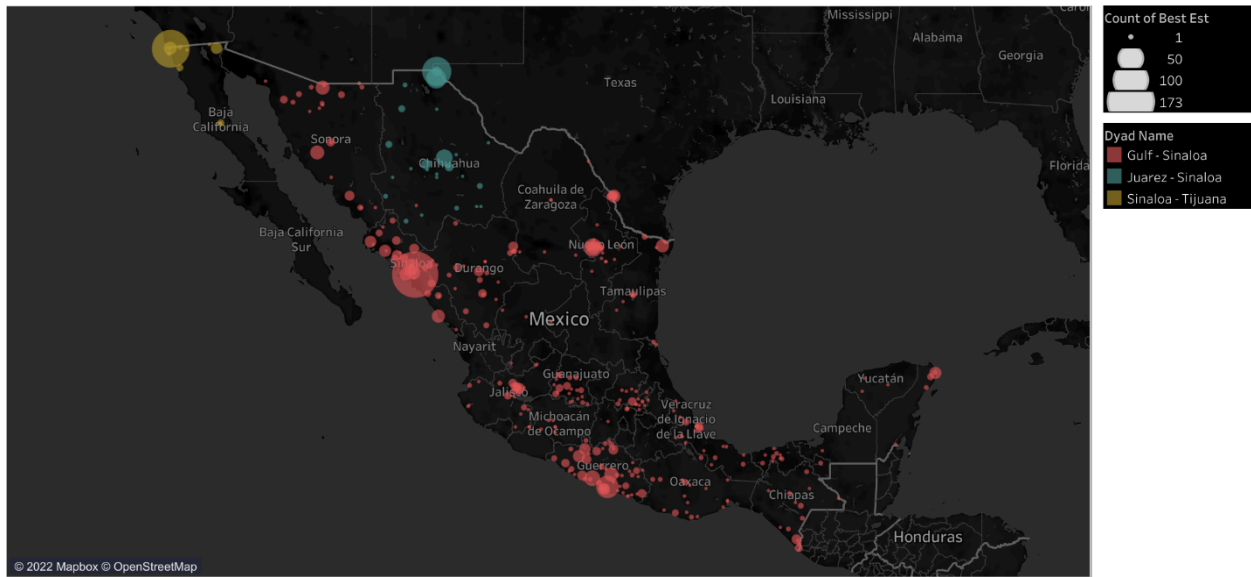 Mississippi
Alabama
Georgia
Texas
Louisiana
Florida
Baja
California
Sonora
Chihuahua
Coahuila de
Zaragoza
Baja California
Sur
Nuevo León
Durango
Tamaulipas
Mexico
Nayarit
Guanajuato
Jalisco
Yucatán
Michoacán
de Ocampo
Veracruz
de Ignacio
de la Llave
Campeche
Guerrero
Oaxaca
Chiapas
Honduras
© 2022 Mapbox © OpenStreetMap
Count of Best Est
1
50
100
173
Dyad Name
Gulf - Sinaloa
Juarez - Sinaloa
Sinaloa - Tijuana